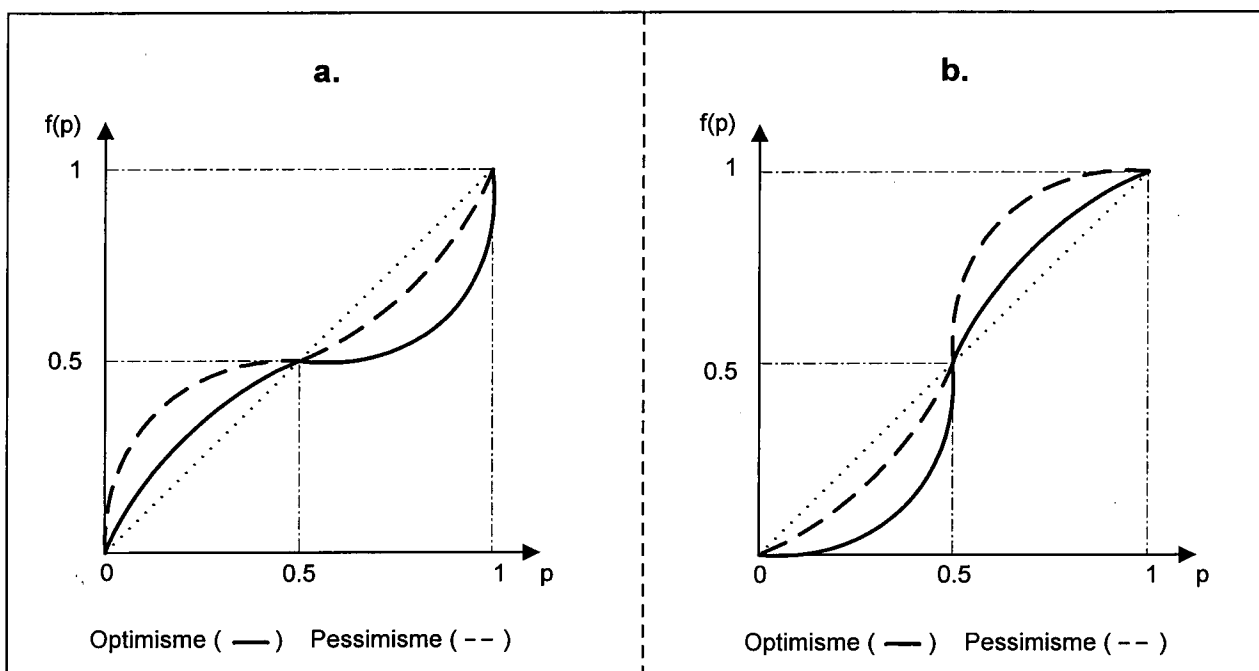 a.
f(p)
1
0.5
0 0.5 1 p
Optimisme ( — ) Pessimisme ( -- )
b.
f(p)
1
0.5
0 0.5 1 p
Optimisme ( — ) Pessimisme ( -- )